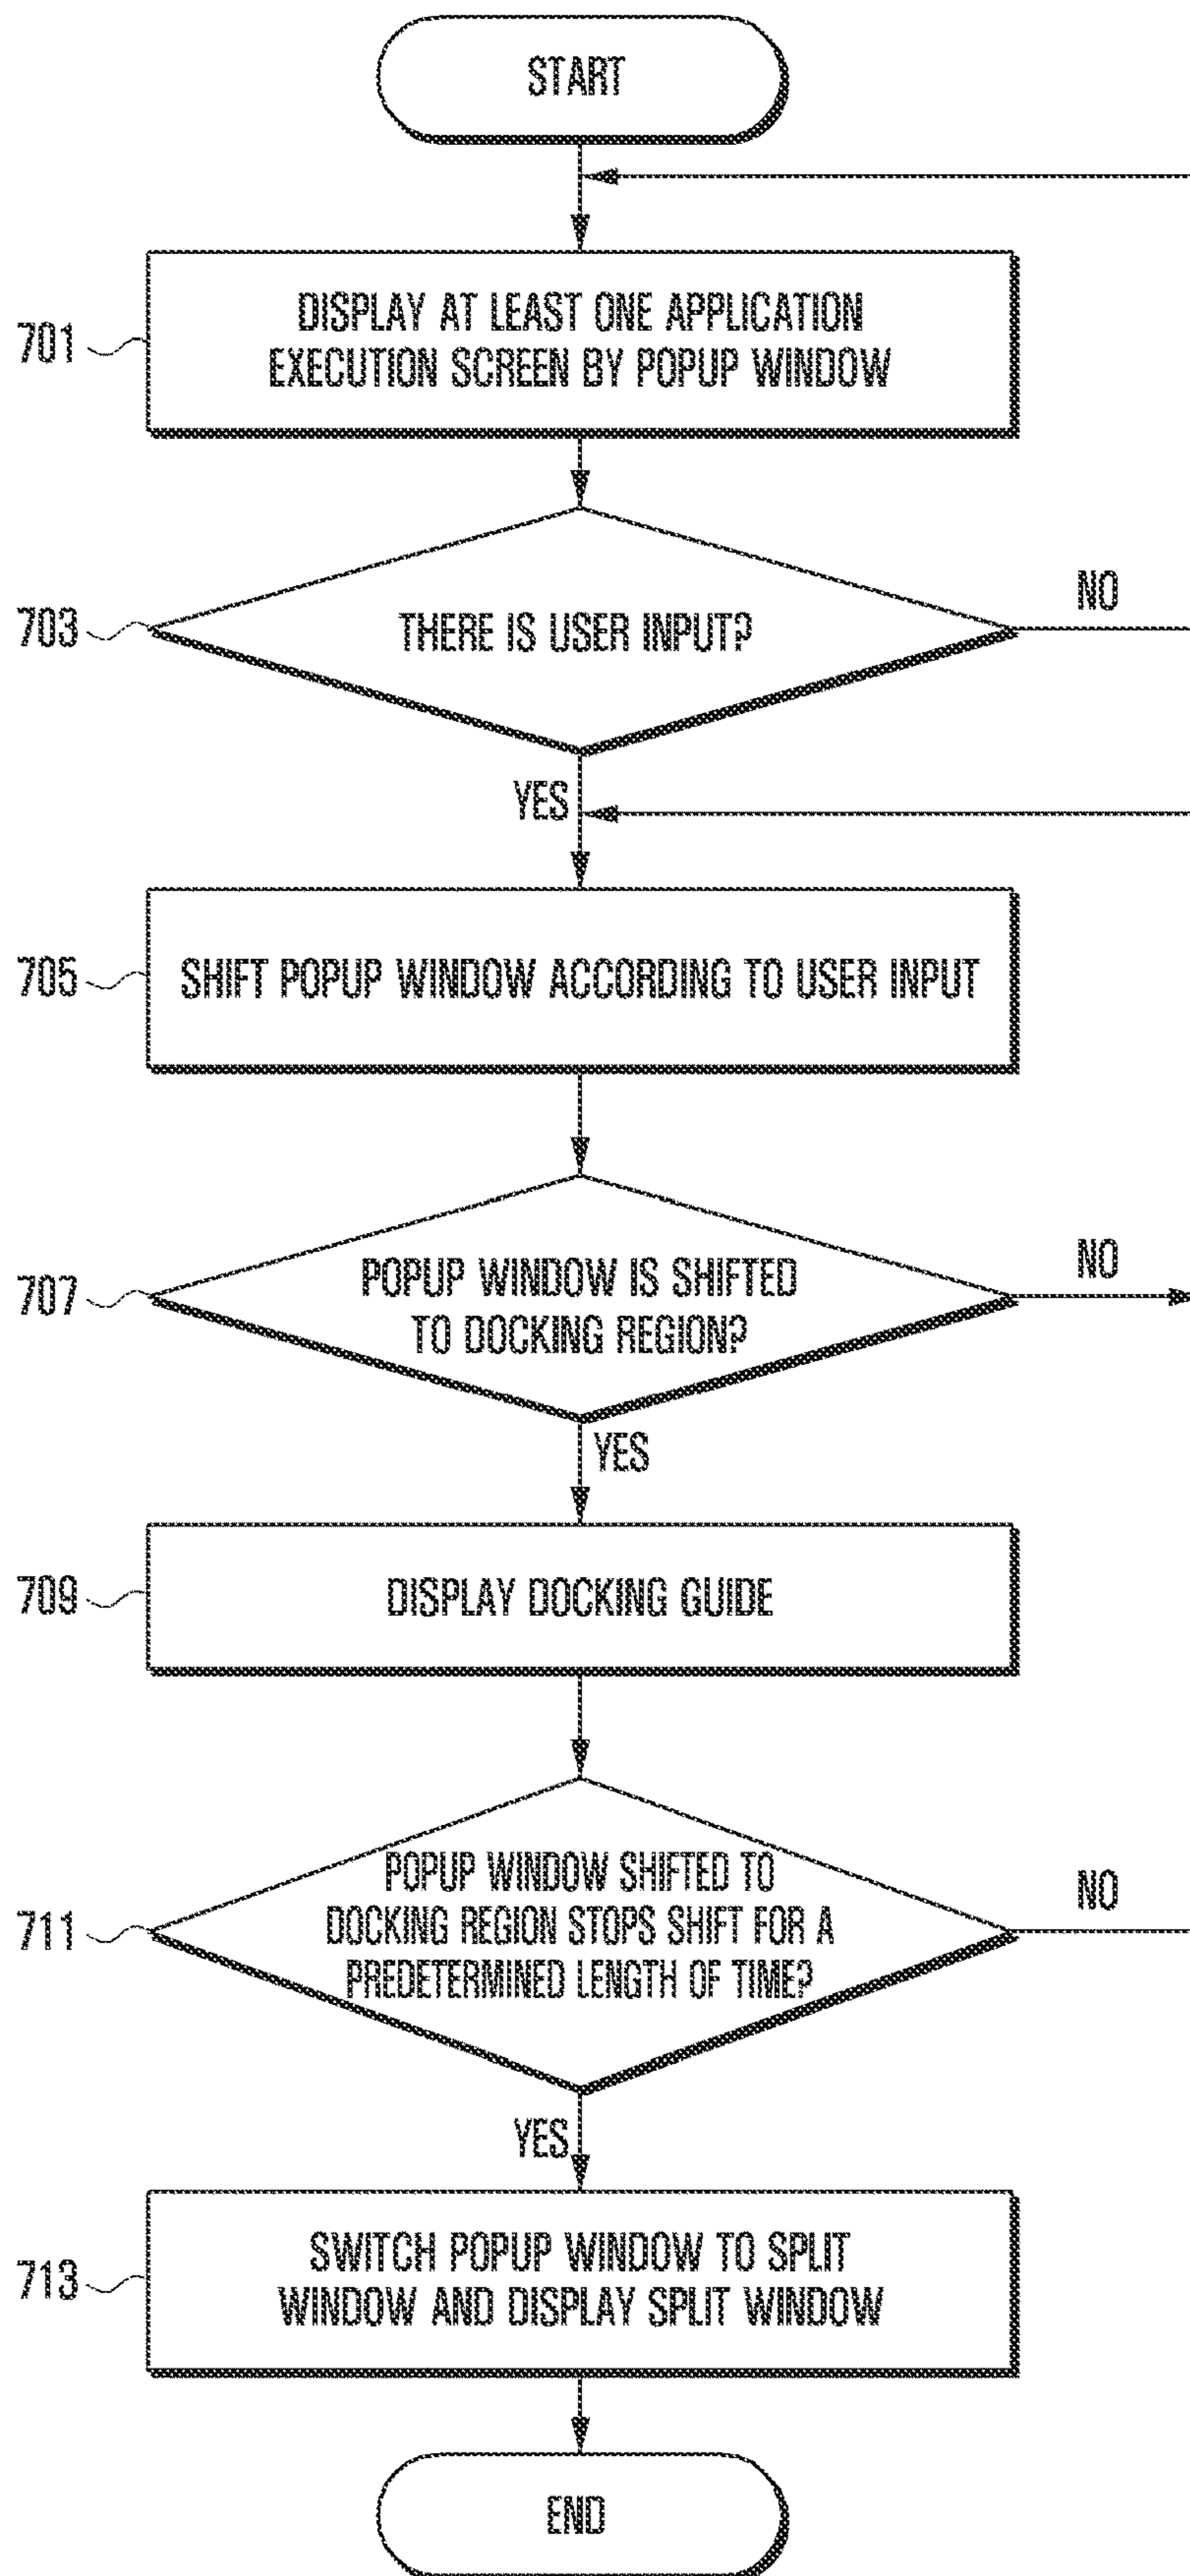 START
701
DISPLAY AT LEAST ONE APPLICATION
EXECUTION SCREEN BY POPUP WINDOW
703
THERE IS USER INPUT?
NO
YES
705
SHIFT POPUP WINDOW ACCORDING TO USER INPUT
707
POPUP WINDOW IS SHIFTED
TO DOCKING REGION?
NO
YES
709
DISPLAY DOCKING GUIDE
711
POPUP WINDOW SHIFTED TO
DOCKING REGION STOPS SHIFT FOR A
PREDETERMINED LENGTH OF TIME?
NO
YES
713
SWITCH POPUP WINDOW TO SPLIT
WINDOW AND DISPLAY SPLIT WINDOW
END